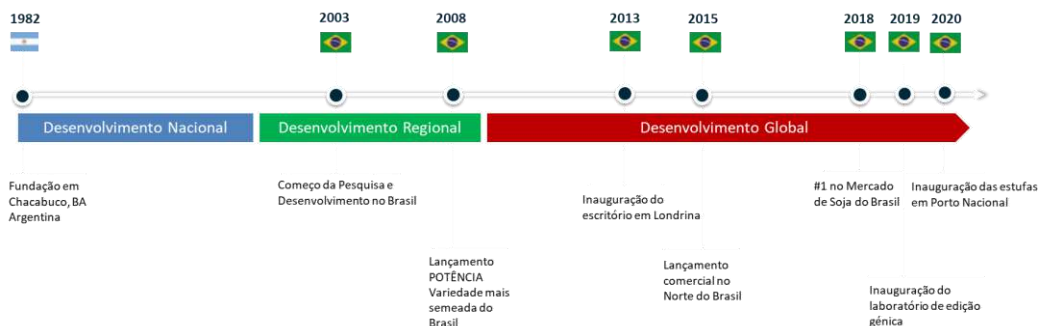 1982
2003
2008
2013
2015
2018
2019
2020
Desenvolvimento Nacional
Desenvolvimento Regional
Desenvolvimento Global
Fundação em
Chacabuco, BA
Argentina
Começo da Pesquisa e
Desenvolvimento no Brasil
Lançamento
POTÊNCIA
Variedade mais
semeada do
Brasil
Inauguração do
escritório em Londrina
Lançamento
comercial no
Norte do Brasil
#1 no Mercado
de Soja do Brasil
Inauguração do
laboratório de edição
génica
Inauguração das estufas
em Porto Nacional